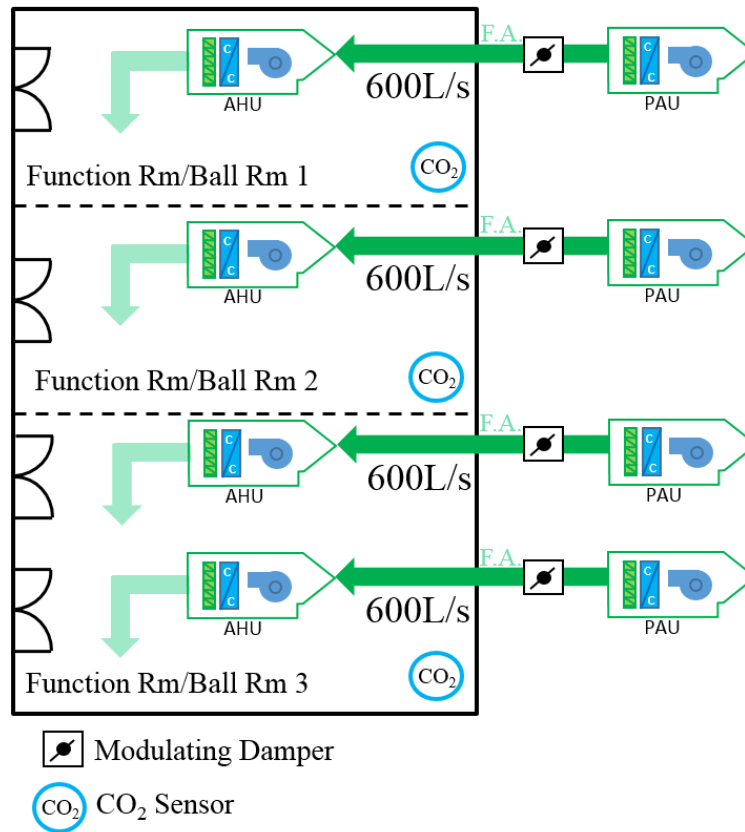 F.A.
600L/s
AHU
PAU
C
C
C
C
Function Rm/Ball Rm 1
CO₂
F.A.
600L/s
AHU
PAU
C
C
C
C
Function Rm/Ball Rm 2
CO₂
F.A.
600L/s
AHU
PAU
C
C
C
C
F.A.
600L/s
AHU
PAU
C
C
C
C
Function Rm/Ball Rm 3
CO₂
Modulating Damper
CO₂ CO₂ Sensor